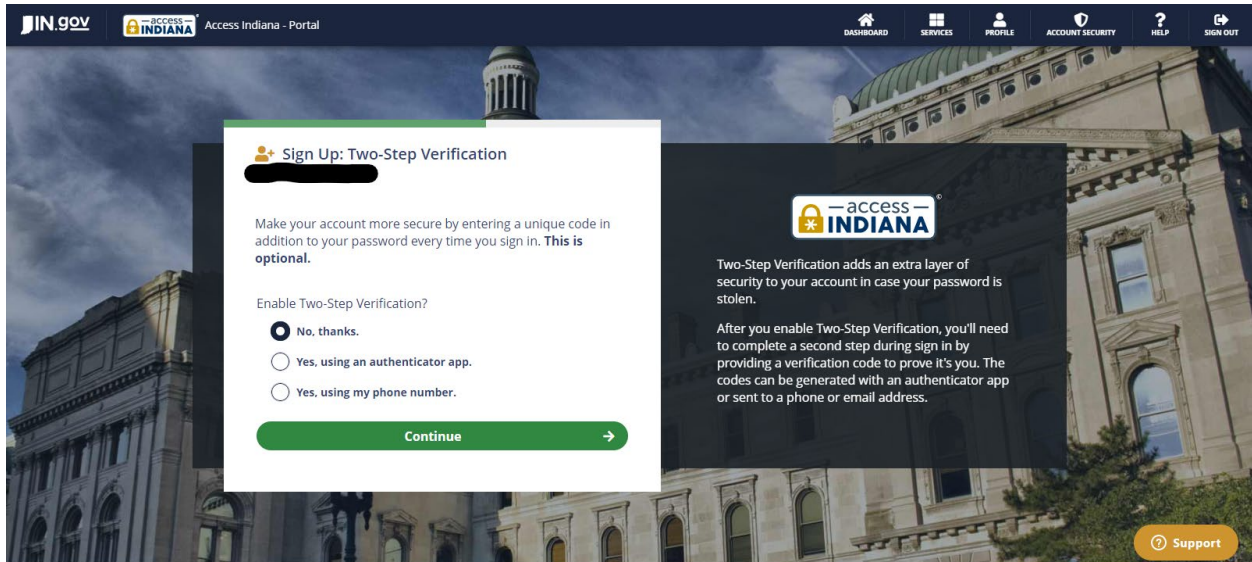 IN.gov
access
INDIANA
Access Indiana - Portal
DASHBOARD
SERVICES
PROFILE
ACCOUNT SECURITY
HELP
SIGN OUT
Sign Up: Two-Step Verification
Make your account more secure by entering a unique code in
addition to your password every time you sign in. This is
optional.
Enable Two-Step Verification?
No, thanks.
Yes, using an authenticator app.
Yes, using my phone number.
Continue
access
INDIANA
Two-Step Verification adds an extra layer of
security to your account in case your password is
stolen.
After you enable Two-Step Verification, you'll need
to complete a second step during sign in by
providing a verification code to prove it's you. The
codes can be generated with an authenticator app
or sent to a phone or email address.
Support